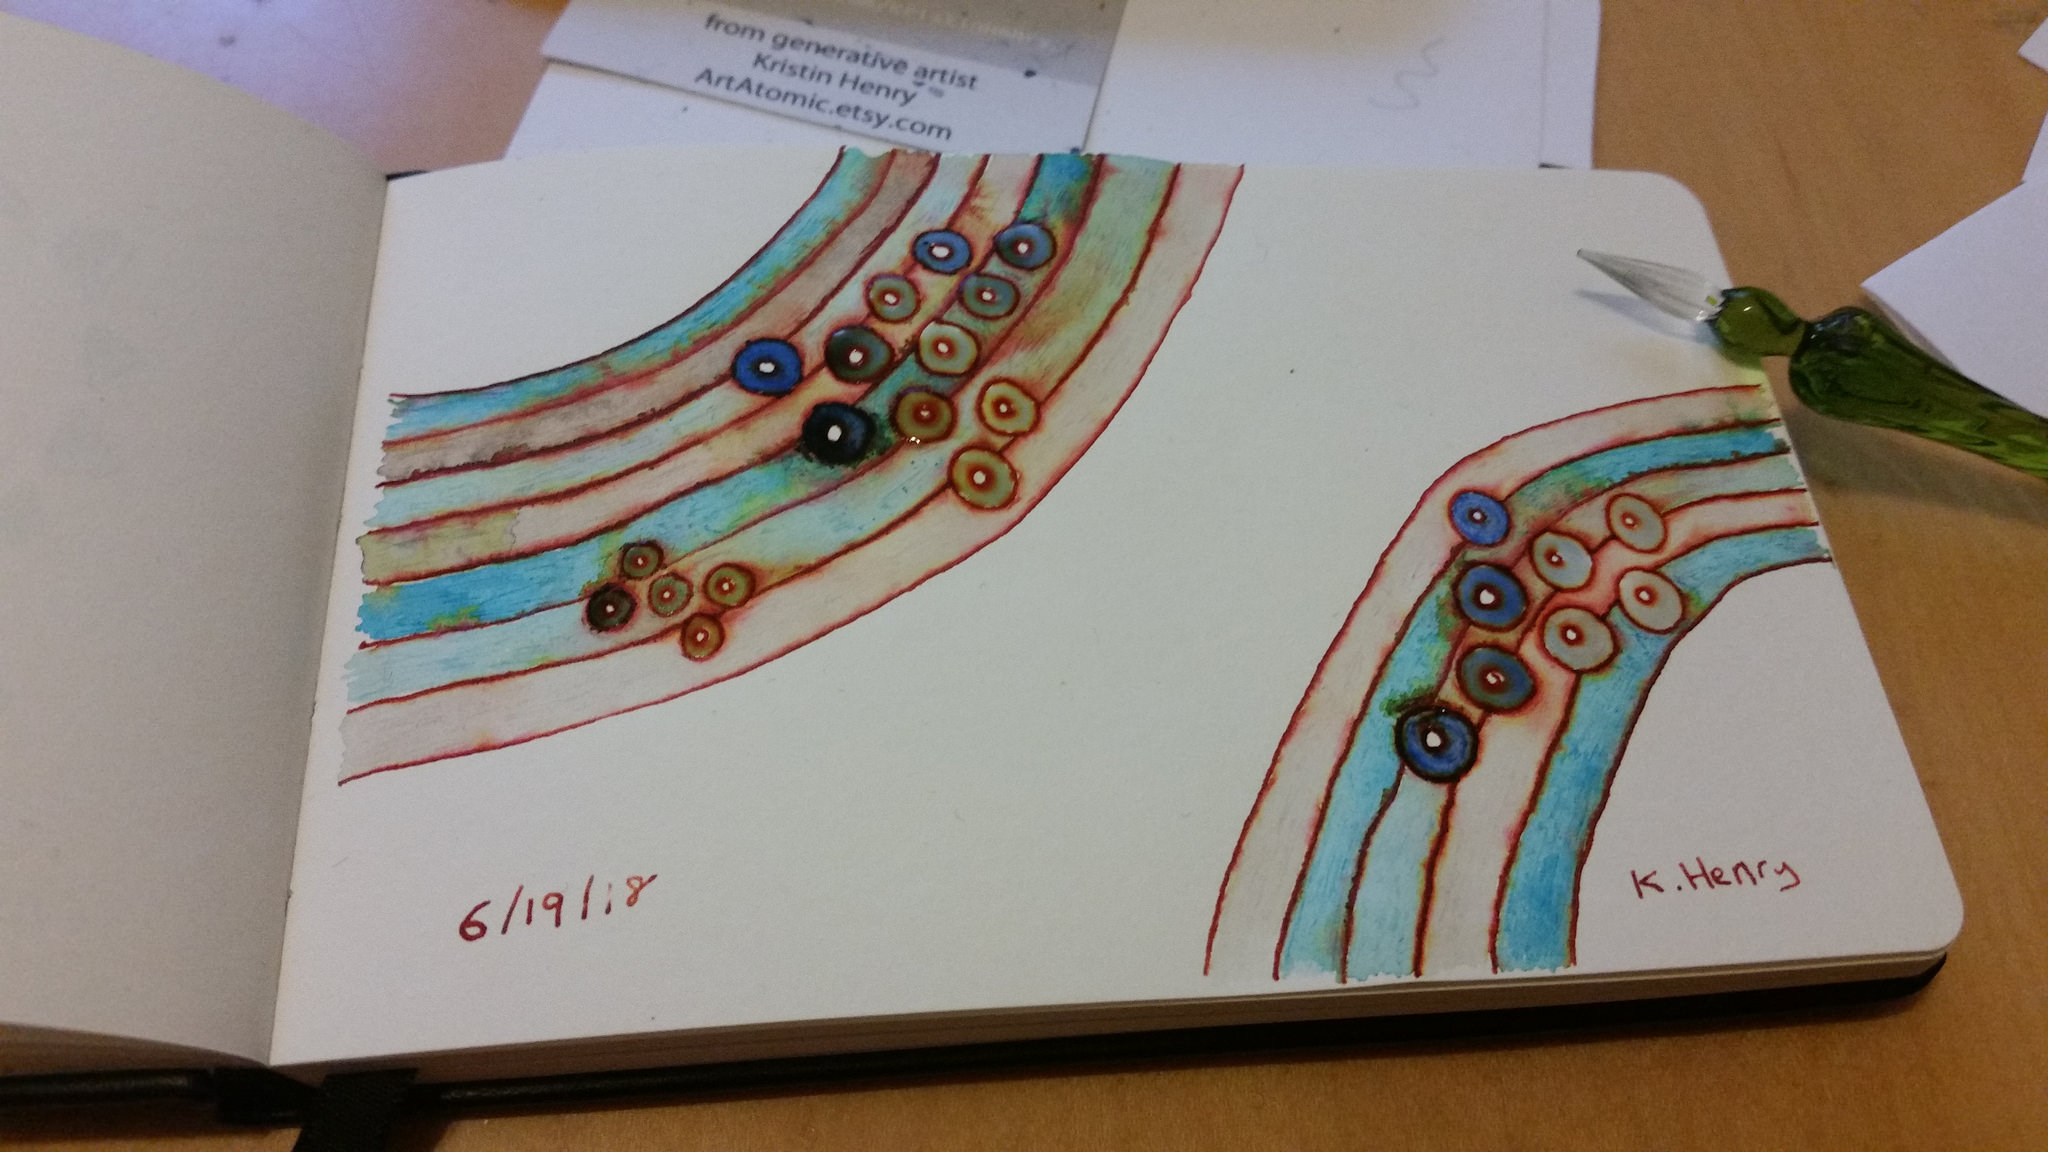 from generative artist
Kristin Henry
ArtAtomic.etsy.com
6/19/18
K. Henry